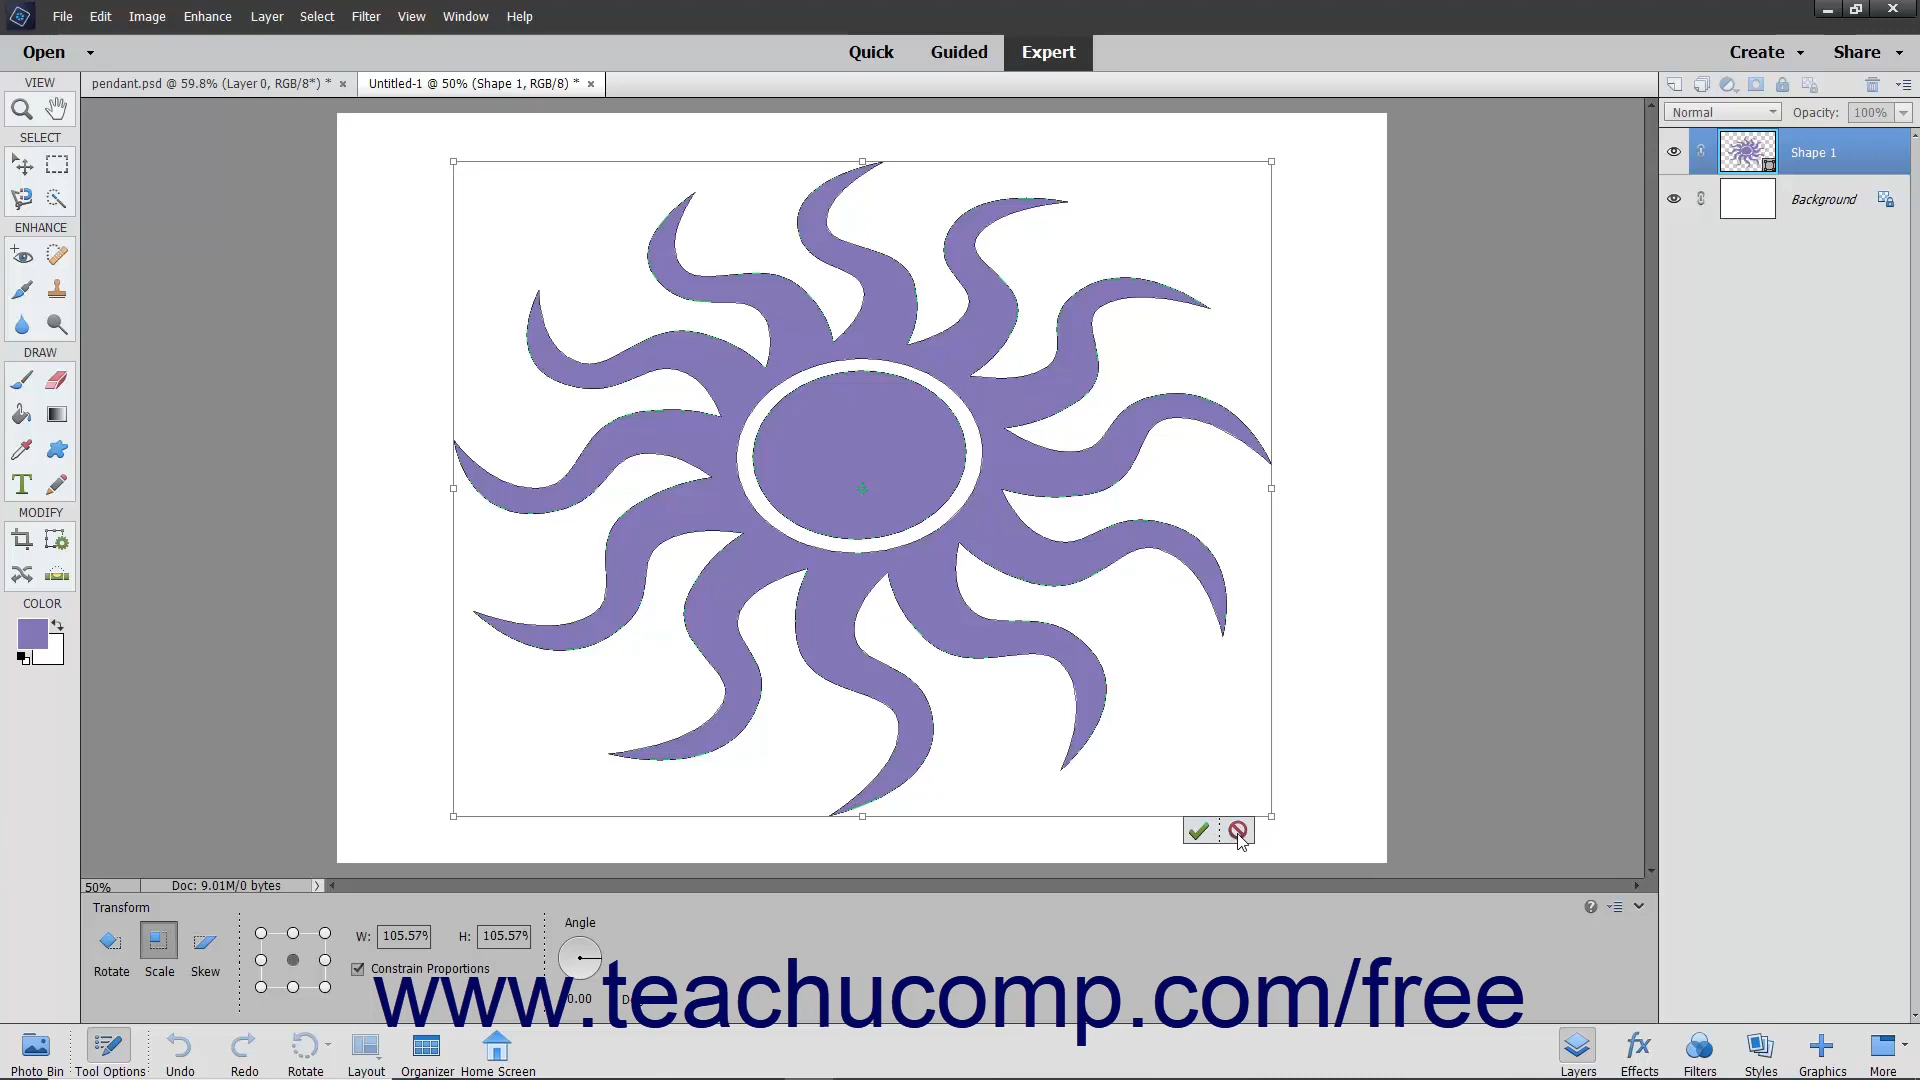 File Edit Image Enhance Layer Select Filter View Window Help
Open Quick Guided Expert Create Share
VIEW pendant.psd @ 59.8% (Layer 0, RGB/8*) * Untitled-1 @ 50% (Shape 1, RGB/8) *
Normal Opacity: 100%
SELECT
Shape 1
Background
ENHANCE
DRAW
T
MODIFY
COLOR
50% Doc: 9.01M/0 bytes
Transform
Angle
W: 105.57% H: 105.57%
Rotate Scale Skew
Constrain Proportions
0.00
www.teachucomp.com/free
Photo Bin Tool Options Undo Redo Rotate Layout Organizer Home Screen
fx
Layers Effects Filters Styles Graphics More